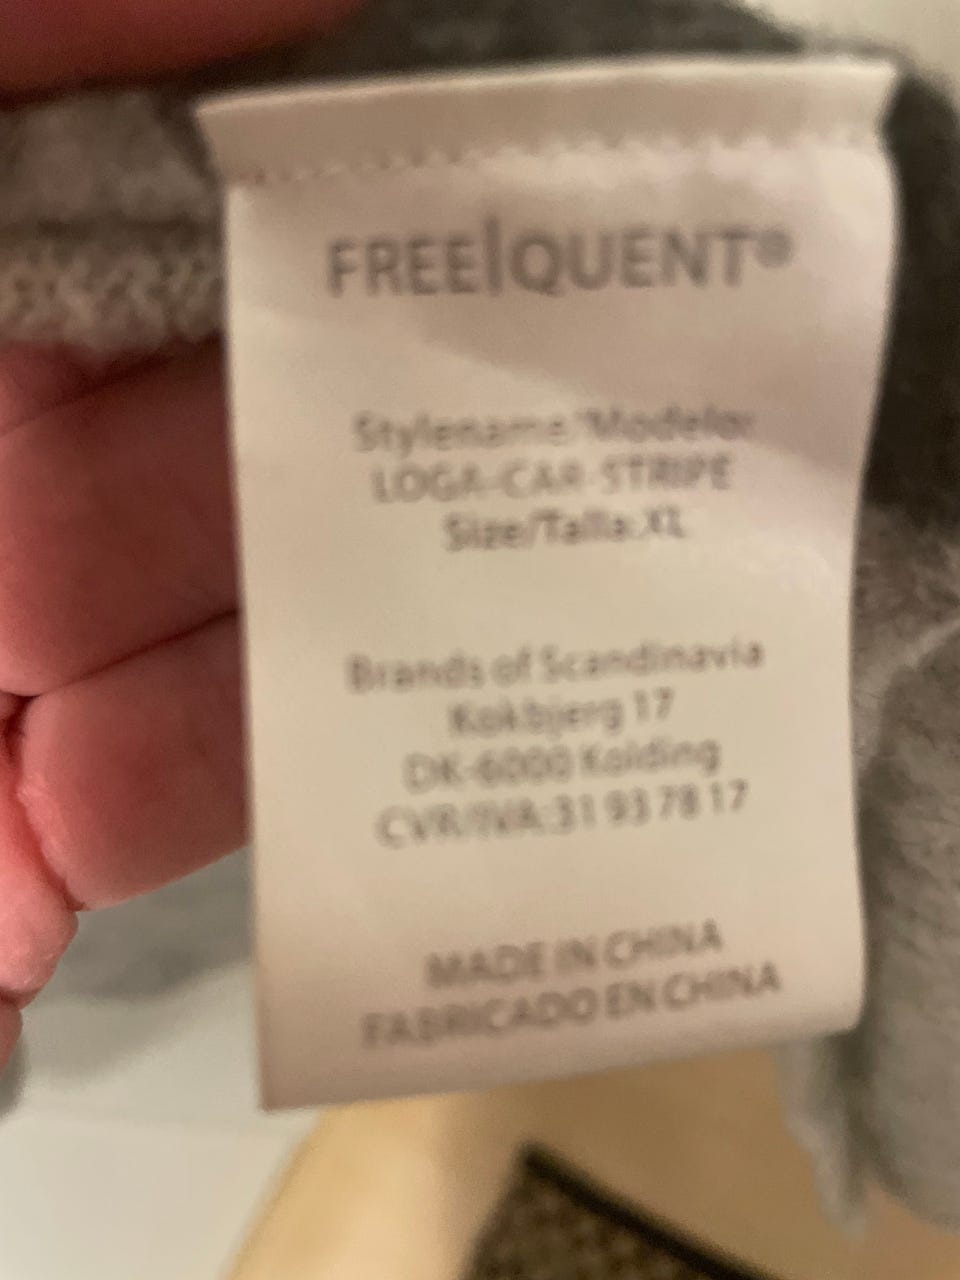 FREE|QUENT®
Stylename/Modelo:
LOGA-CAR-STRIPE
Size/Talla:XL
Brands of Scandinavia
Kokbjerg 17
DK-6000 Kolding
CVR/IVA:31 93 78 17
MADE IN CHINA
FABRICADO EN CHINA